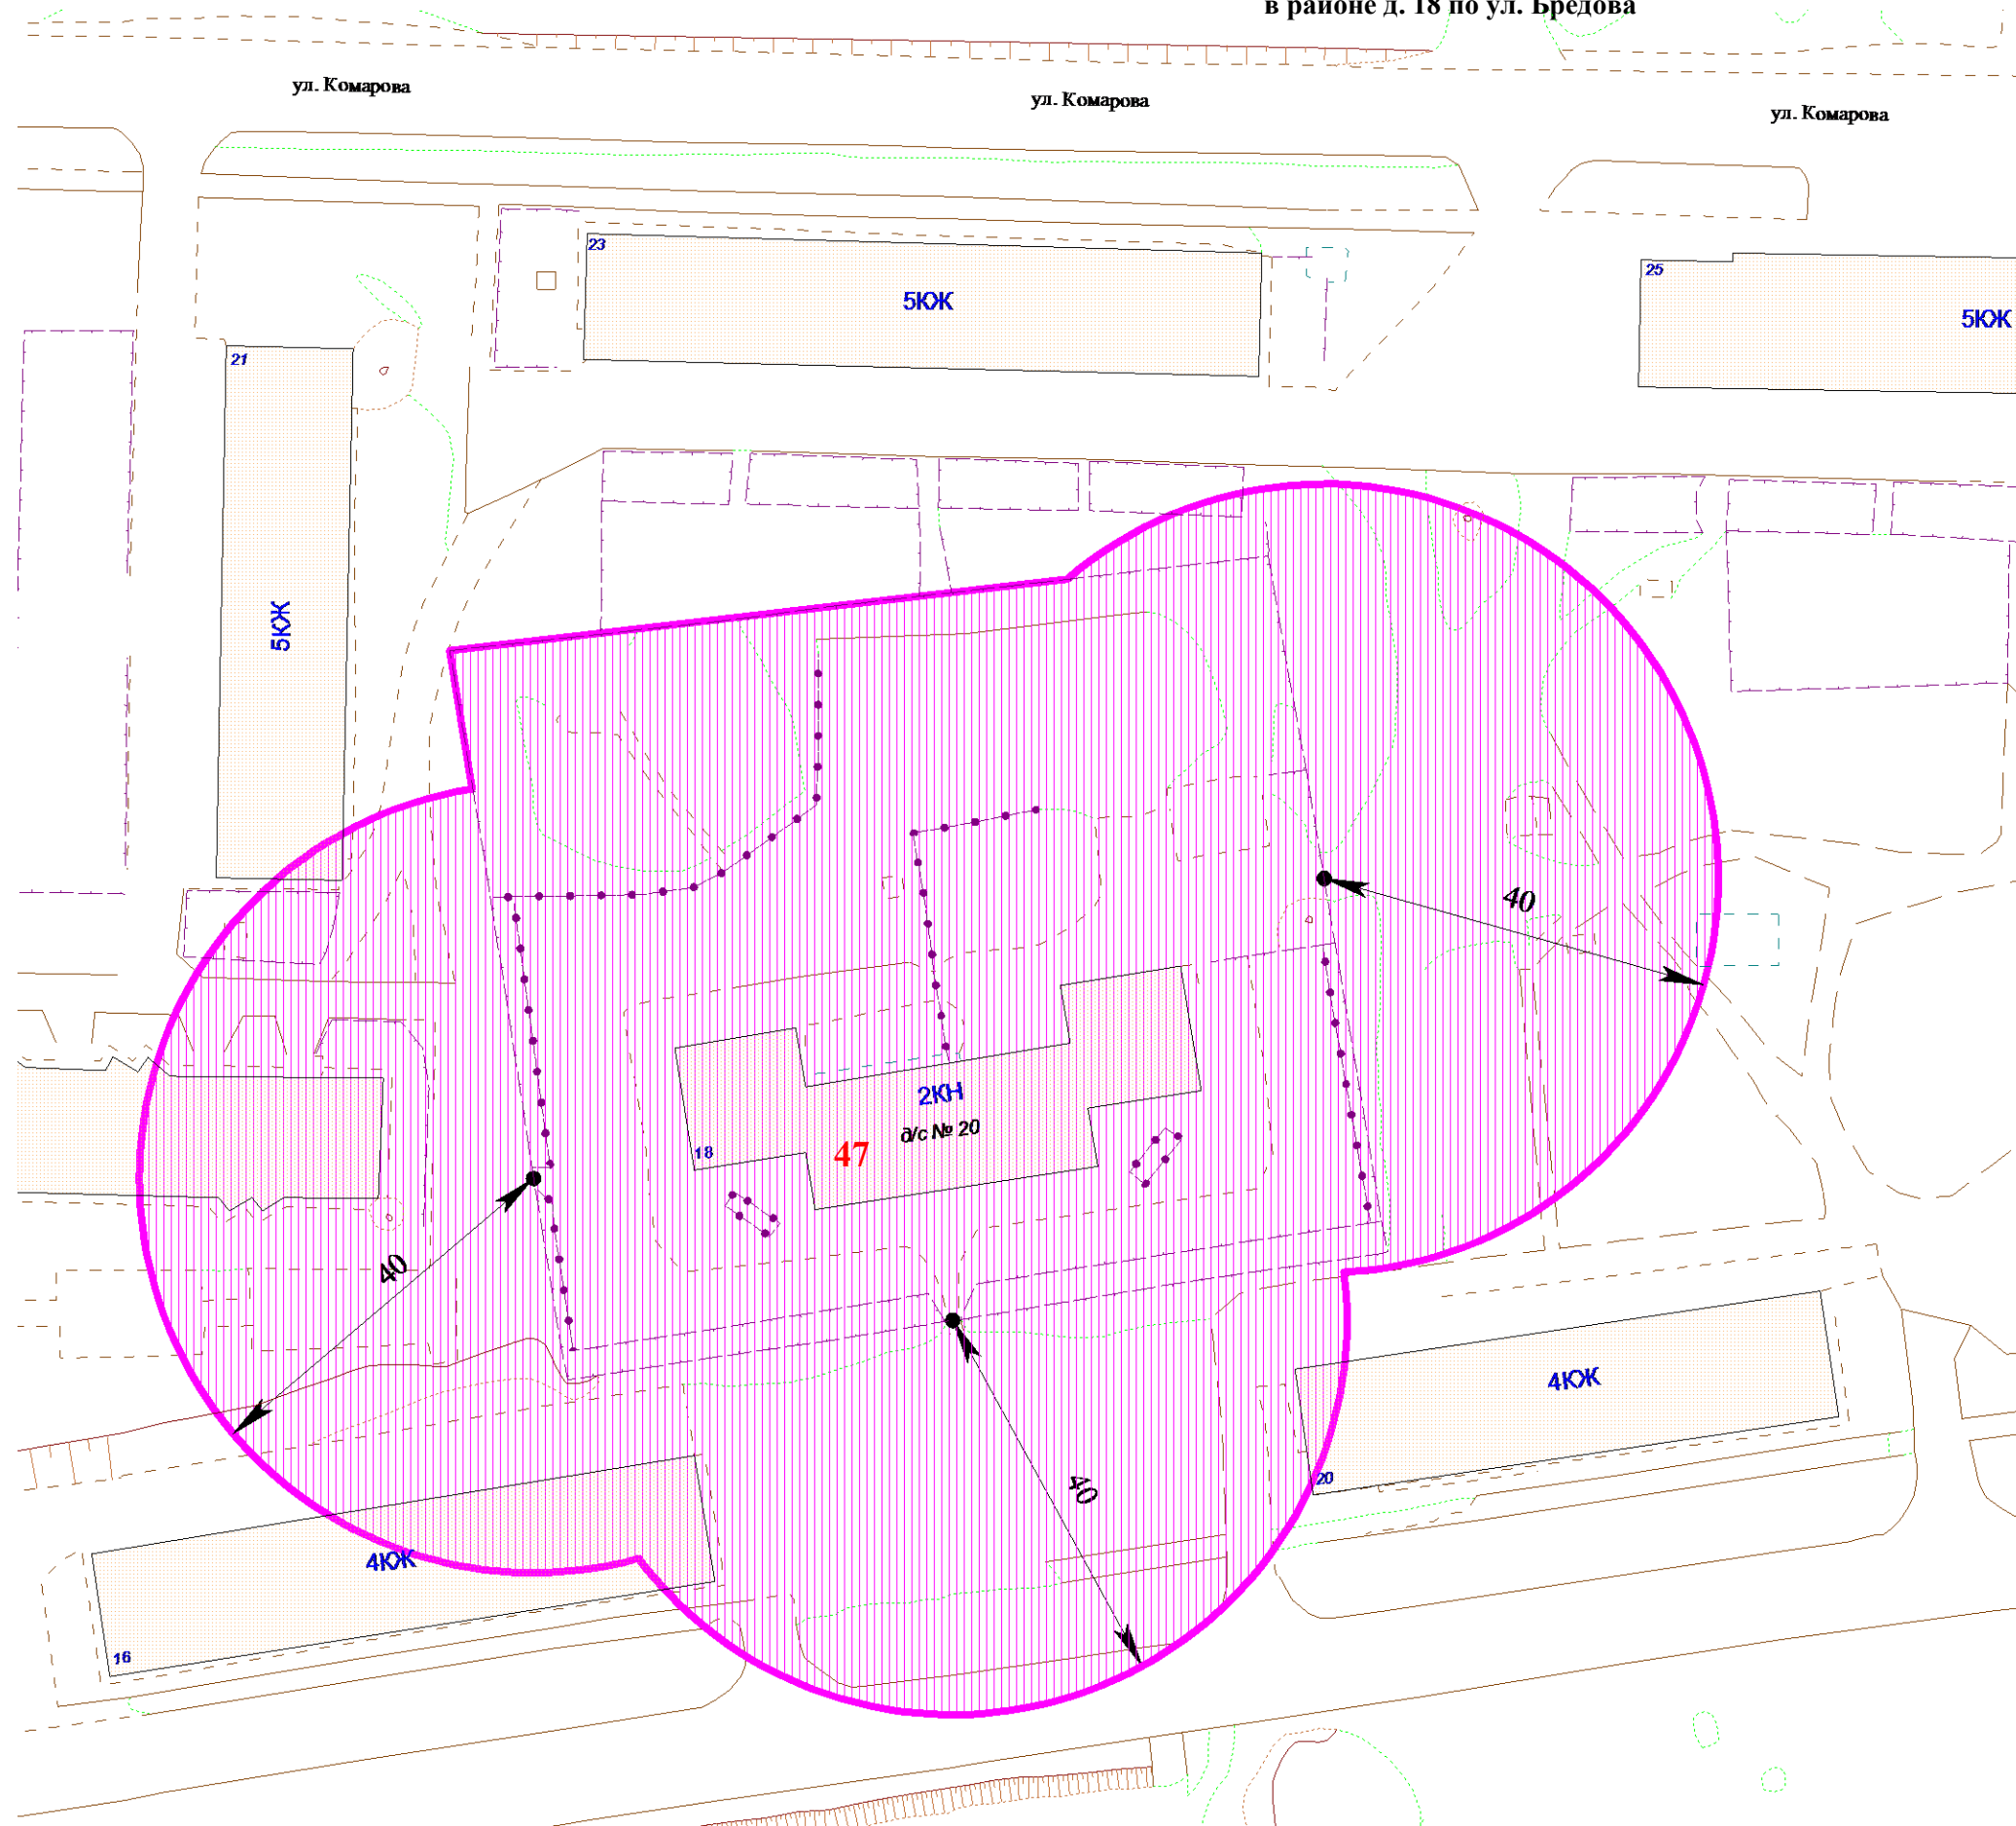 в районе д. 18 по ул. Бредова
ул. Комарова
ул. Комарова
ул. Комарова
23
5КЖ
25
5КЖ
21
5КЖ
40
2КН
д/с № 20
47
18
40
4КЖ
20
40
4КЖ
16